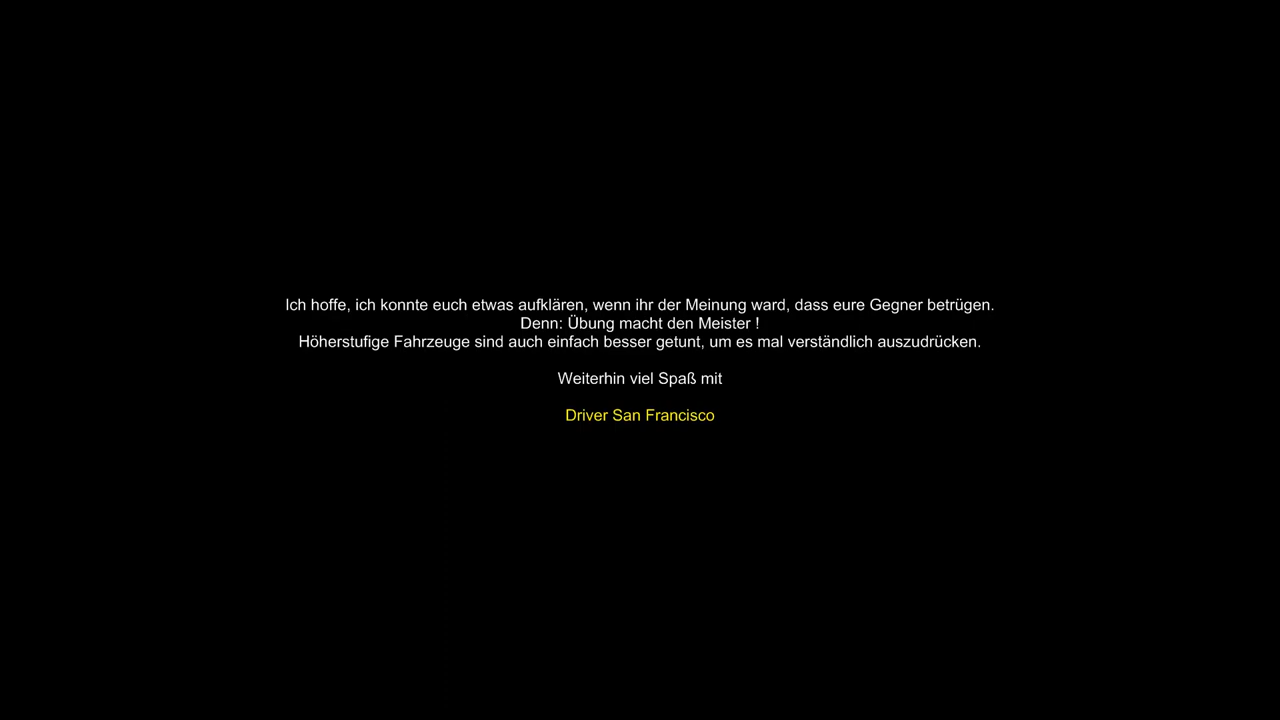 Ich hoffe, ich konnte euch etwas aufklären, wenn ihr der Meinung ward, dass eure Gegner betrügen.
Denn: Übung macht den Meister !
Höherstufige Fahrzeuge sind auch einfach besser getunt, um es mal verständlich auszudrücken.
Weiterhin viel Spaß mit
Driver San Francisco